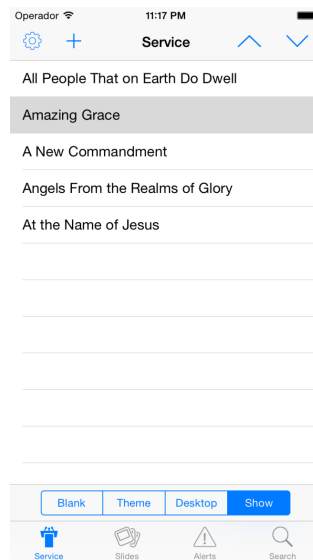 Operador 11:17 PM
Service
All People That on Earth Do Dwell
Amazing Grace
A New Commandment
Angels From the Realms of Glory
At the Name of Jesus
Blank Theme Desktop Show
Service Slides Alerts Search